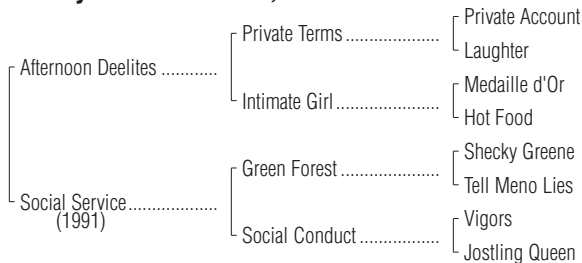 Private Account
Private Terms
Laughter
Afternoon Deelites
Medaille d'Or
Intimate Girl
Hot Food
Shecky Greene
Green Forest
Tell Meno Lies
Social Service
(1991)
Vigors
Social Conduct
Jostling Queen